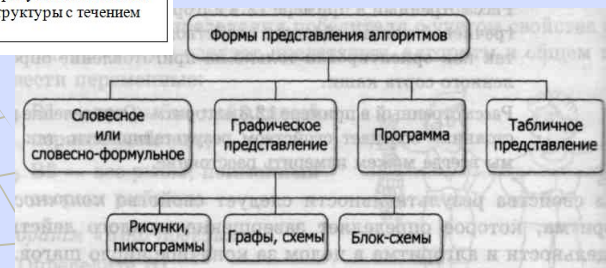 руктуры с течением
Формы представления алгоритмов
Словесное
или
словесно-формульное
Графическое
представление
Программа
Табличное
представление
Рисунки,
пиктограммы
Графы, схемы
Блок-схемы